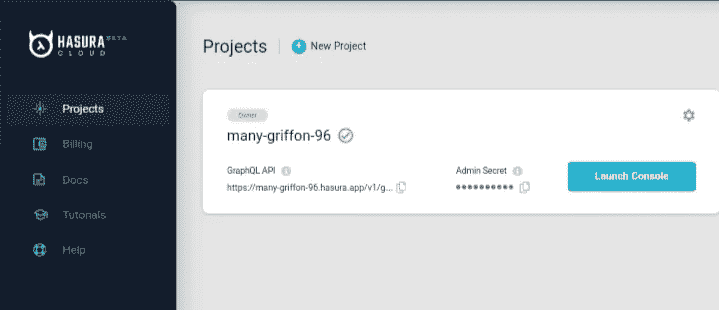 HASURA BETA
CLOUD
Projects
Billing
Docs
Tutorials
Help
Projects
New Project
Owner
many-griffon-96
GraphQL API
https://many-griffon-96.hasura.app/v1/g...
Admin Secret
**********
Launch Console